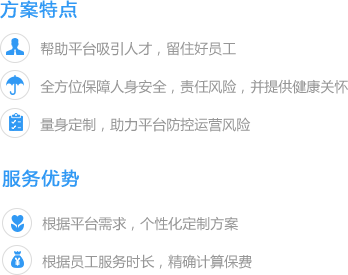 方案特点
帮助平台吸引人才，留住好员工
全方位保障人身安全，责任风险，并提供健康关怀
量身定制，助力平台防控运营风险
服务优势
根据平台需求，个性化定制方案
根据员工服务时长，精确计算保费